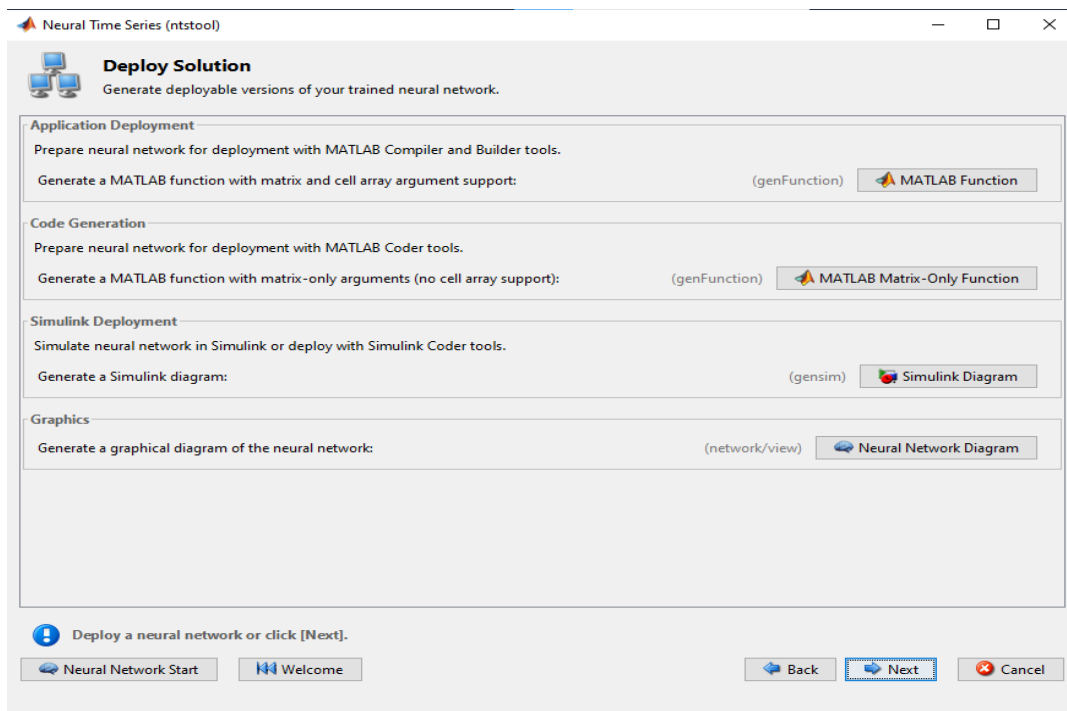 Neural Time Series (ntstool)
Deploy Solution
Generate deployable versions of your trained neural network.
Application Deployment
Prepare neural network for deployment with MATLAB Compiler and Builder tools.
Generate a MATLAB function with matrix and cell array argument support: (genFunction) MATLAB Function
Code Generation
Prepare neural network for deployment with MATLAB Coder tools.
Generate a MATLAB function with matrix-only arguments (no cell array support): (genFunction) MATLAB Matrix-Only Function
Simulink Deployment
Simulate neural network in Simulink or deploy with Simulink Coder tools.
Generate a Simulink diagram: (gensim) Simulink Diagram
Graphics
Generate a graphical diagram of the neural network: (network/view) Neural Network Diagram
Deploy a neural network or click [Next].
Neural Network Start Welcome Back Next Cancel